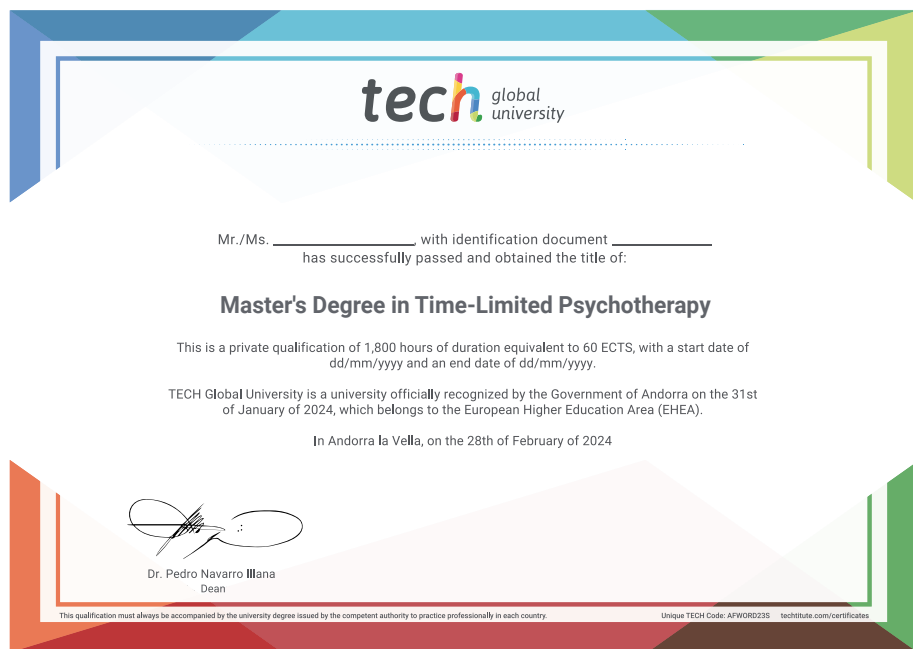 tech global university
Mr./Ms. ____________________, with identification document ______________
has successfully passed and obtained the title of:
Master's Degree in Time-Limited Psychotherapy
This is a private qualification of 1,800 hours of duration equivalent to 60 ECTS, with a start date of
dd/mm/yyyy and an end date of dd/mm/yyyy.
TECH Global University is a university officially recognized by the Government of Andorra on the 31st
of January of 2024, which belongs to the European Higher Education Area (EHEA).
In Andorra la Vella, on the 28th of February of 2024
Dr. Pedro Navarro Illana
Dean
This qualification must always be accompanied by the university degree issued by the competent authority to practice professionally in each country.
Unique TECH Code: AFWORD23S techtitute.com/certificates